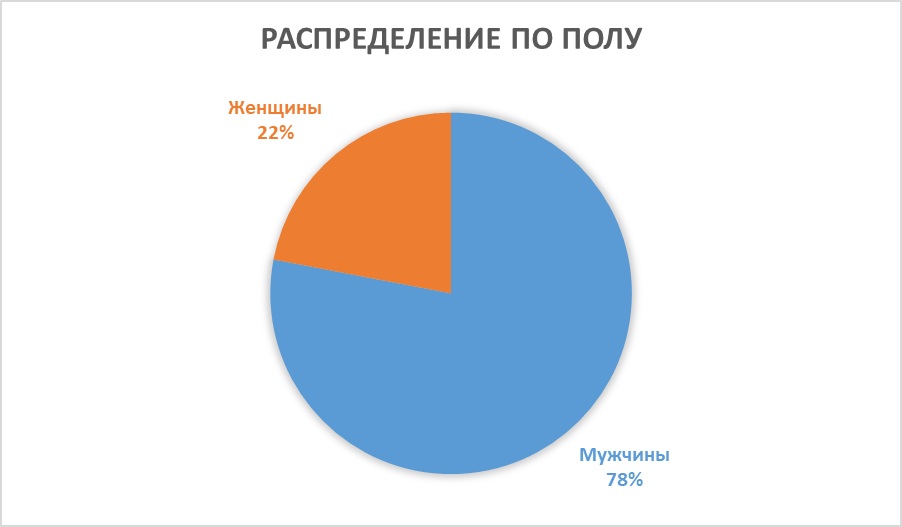 РАСПРЕДЕЛЕНИЕ ПО ПОЛУ
Женщины
22%
Мужчины
78%